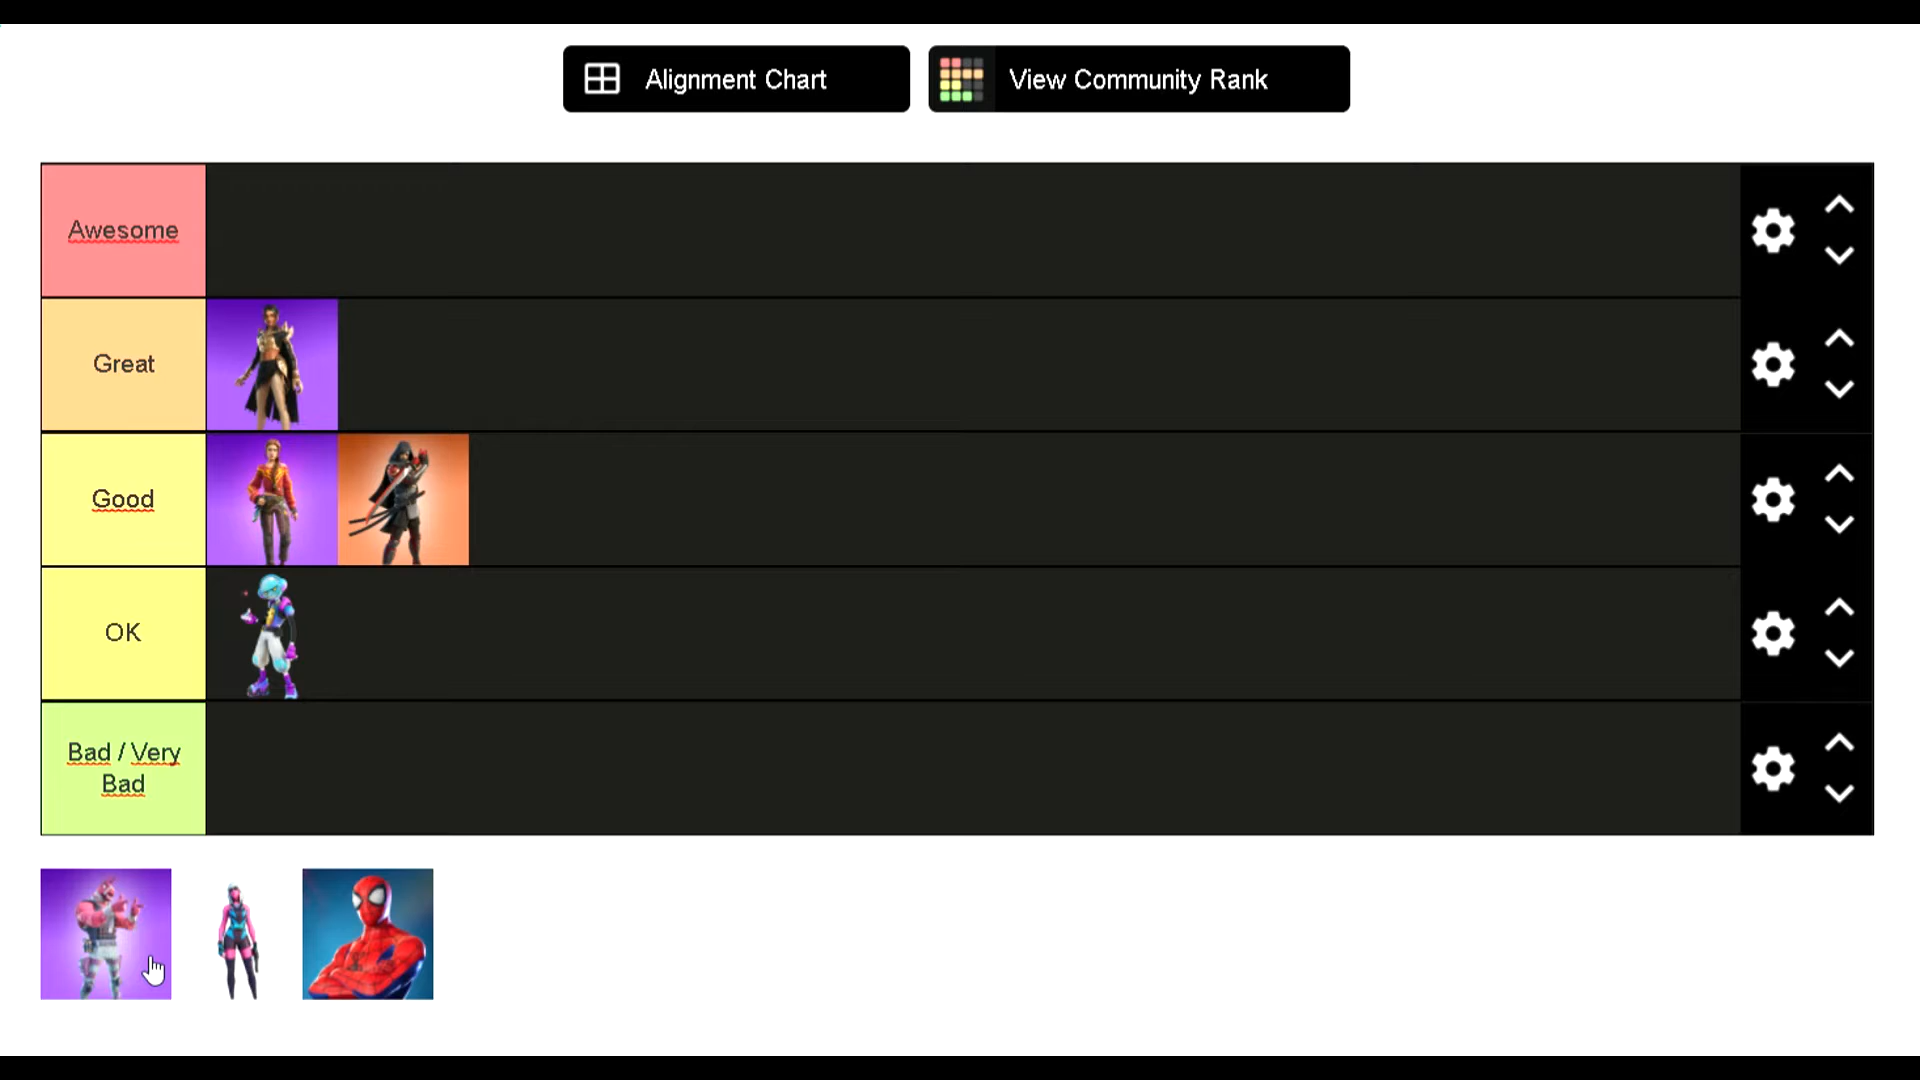 Alignment Chart
View Community Rank
Awesome
Great
Good
OK
Bad / Very
Bad